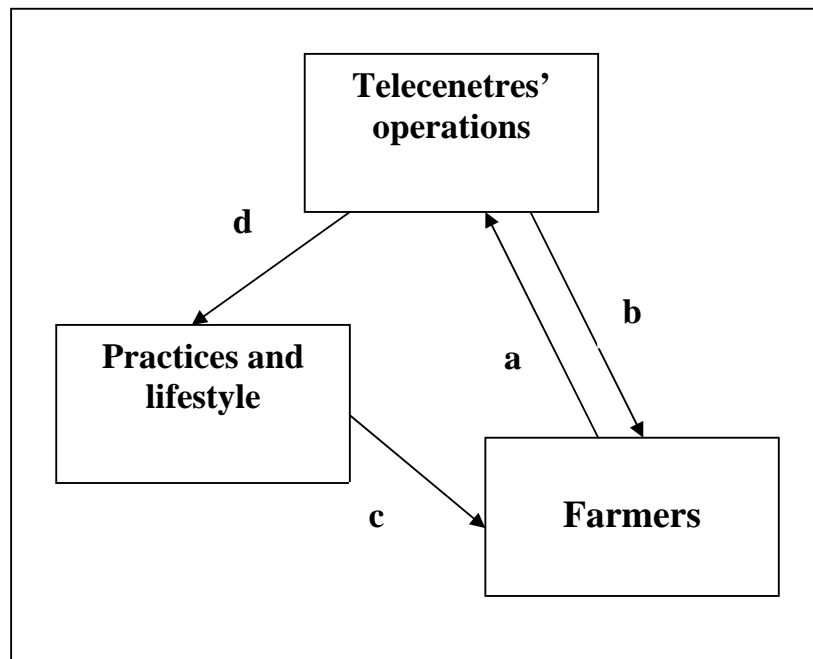 Telecenetres’
operations
d
b
Practices and
lifestyle
a
Farmers
c